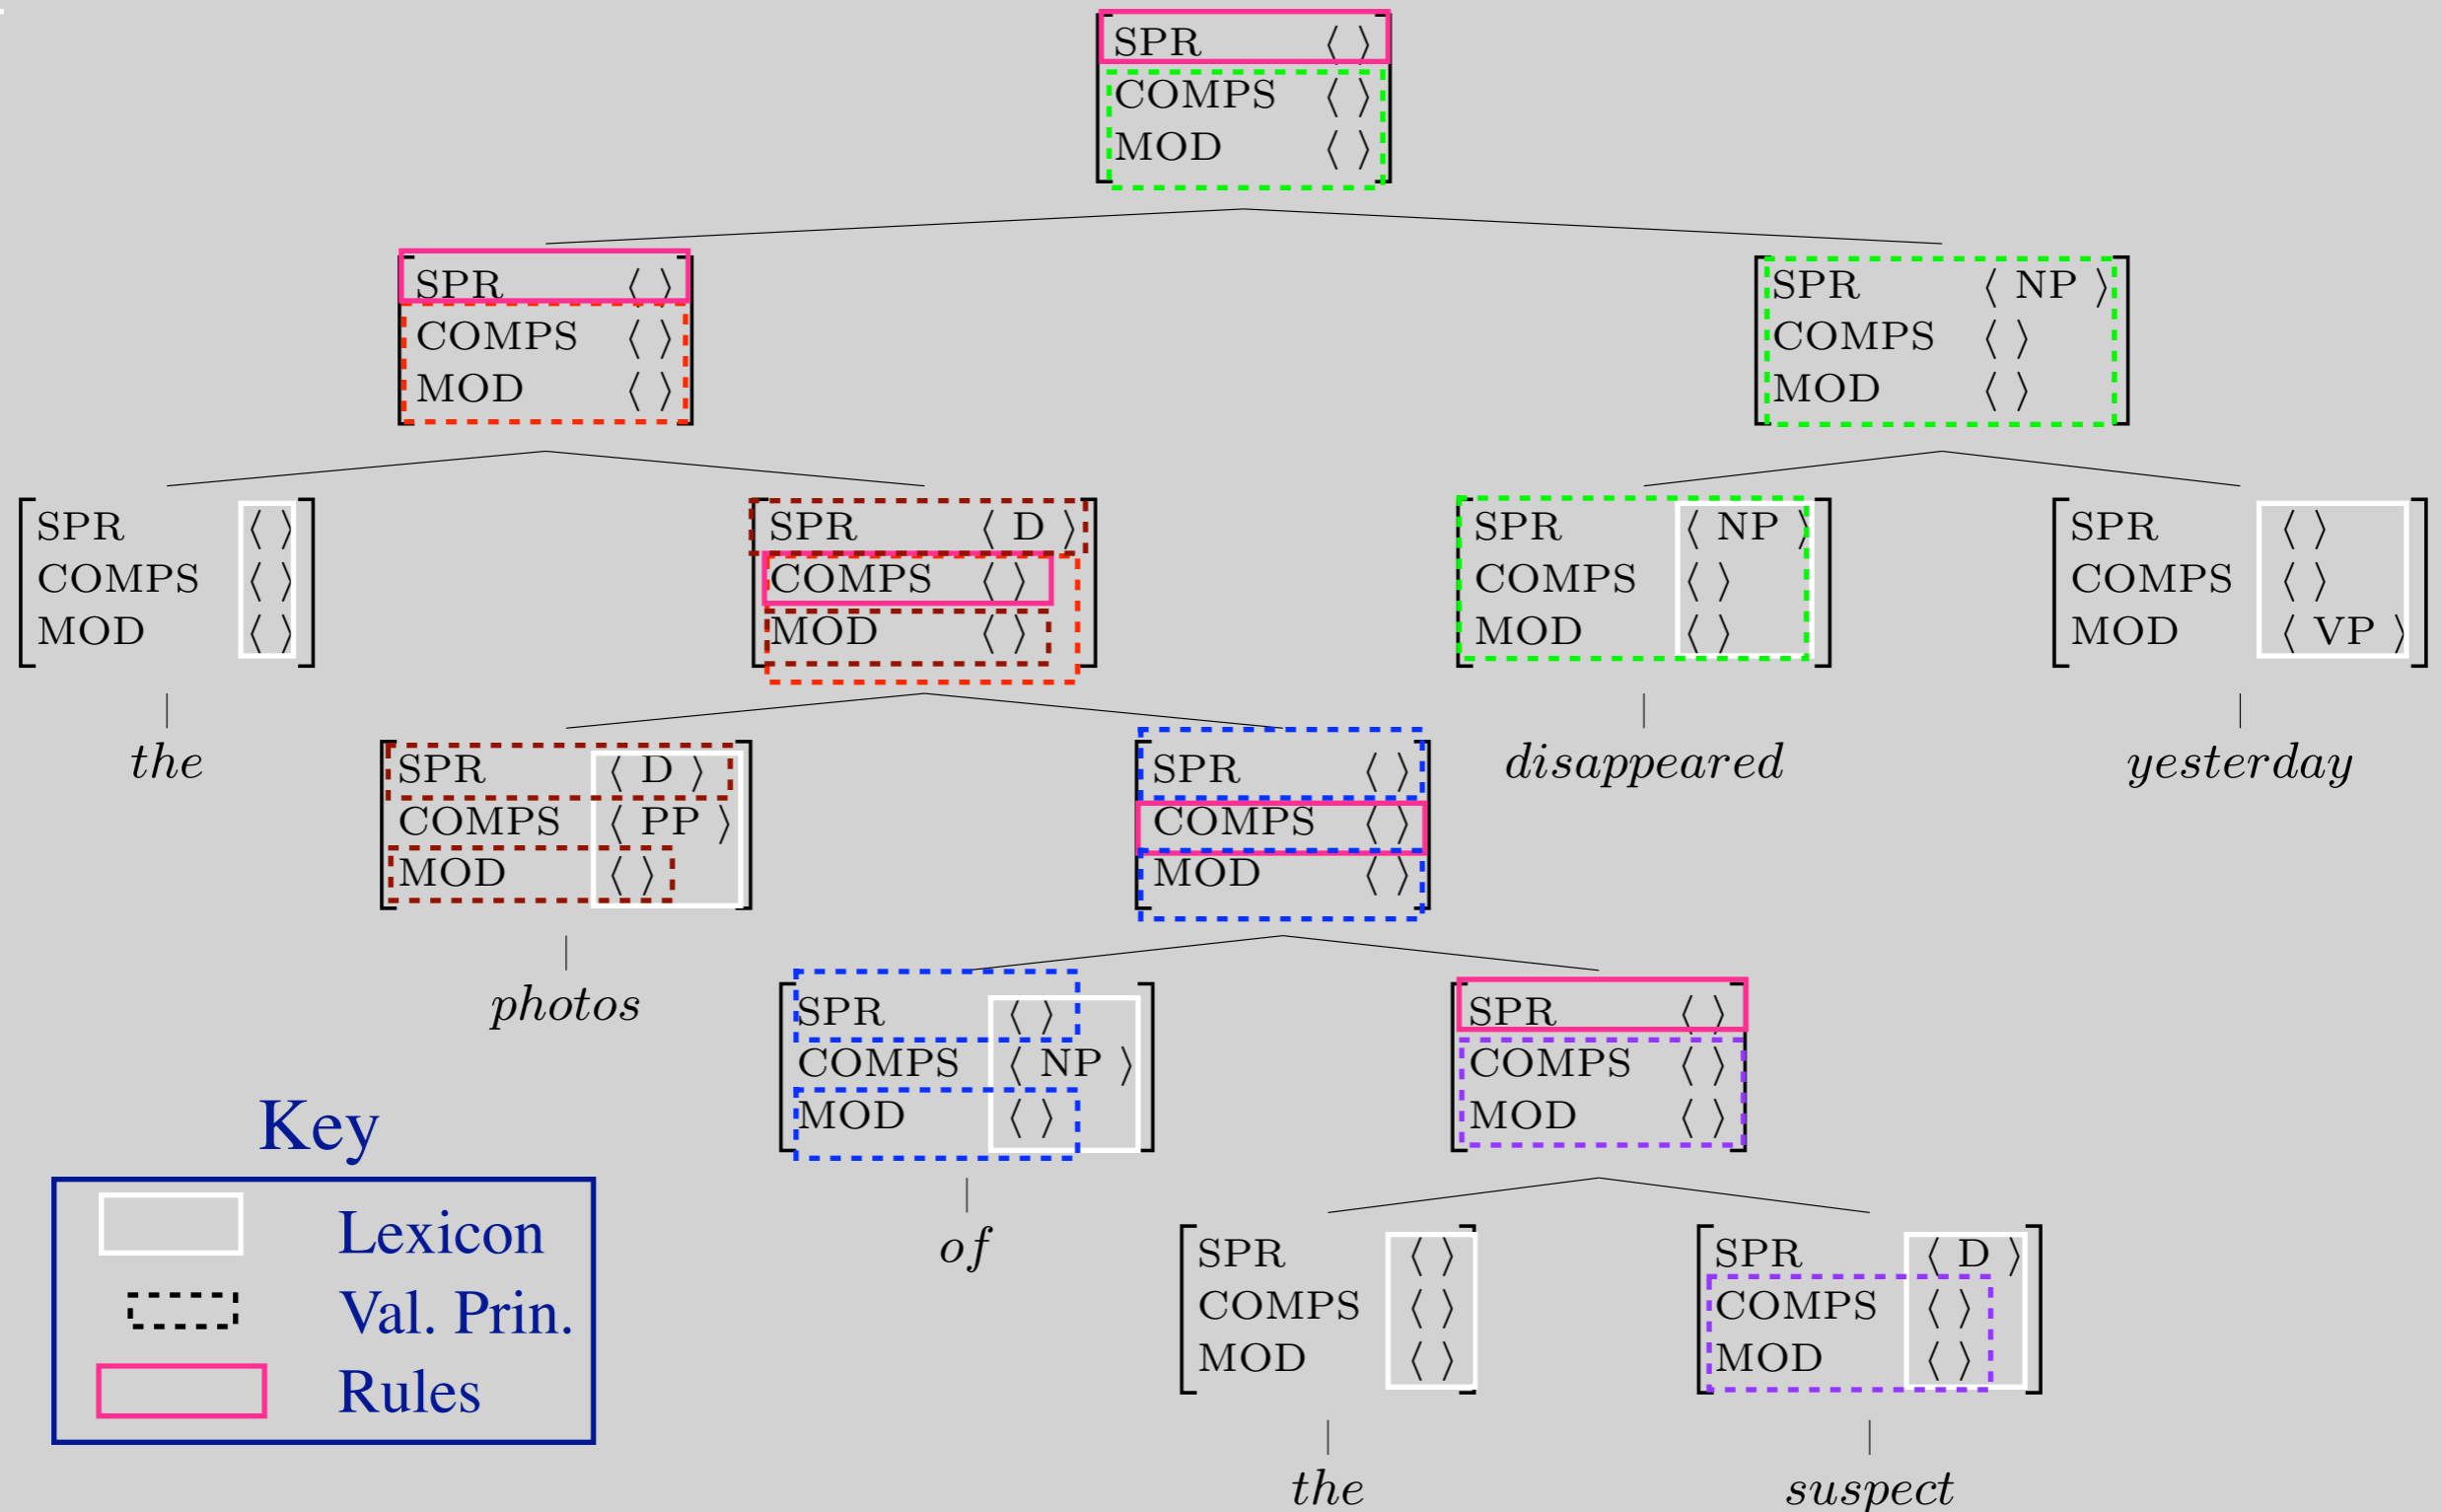 SPR ⟨ ⟩
COMPS ⟨ ⟩
MOD ⟨ ⟩
SPR ⟨ ⟩
COMPS ⟨ ⟩
MOD ⟨ ⟩
SPR ⟨ NP ⟩
COMPS ⟨ ⟩
MOD ⟨ ⟩
SPR ⟨ ⟩
COMPS ⟨ ⟩
MOD ⟨ ⟩
the
SPR ⟨ D ⟩
COMPS ⟨ ⟩
MOD ⟨ ⟩
SPR ⟨ NP ⟩
COMPS ⟨ ⟩
MOD ⟨ ⟩
disappeared
SPR ⟨ ⟩
COMPS ⟨ ⟩
MOD ⟨ VP ⟩
yesterday
SPR ⟨ D ⟩
COMPS ⟨ PP ⟩
MOD ⟨ ⟩
photos
SPR ⟨ ⟩
COMPS ⟨ ⟩
MOD ⟨ ⟩
SPR ⟨ ⟩
COMPS ⟨ NP ⟩
MOD ⟨ ⟩
of
SPR ⟨ ⟩
COMPS ⟨ ⟩
MOD ⟨ ⟩
SPR ⟨ ⟩
COMPS ⟨ ⟩
MOD ⟨ ⟩
the
SPR ⟨ D ⟩
COMPS ⟨ ⟩
MOD ⟨ ⟩
suspect
Key
Lexicon
Val. Prin.
Rules